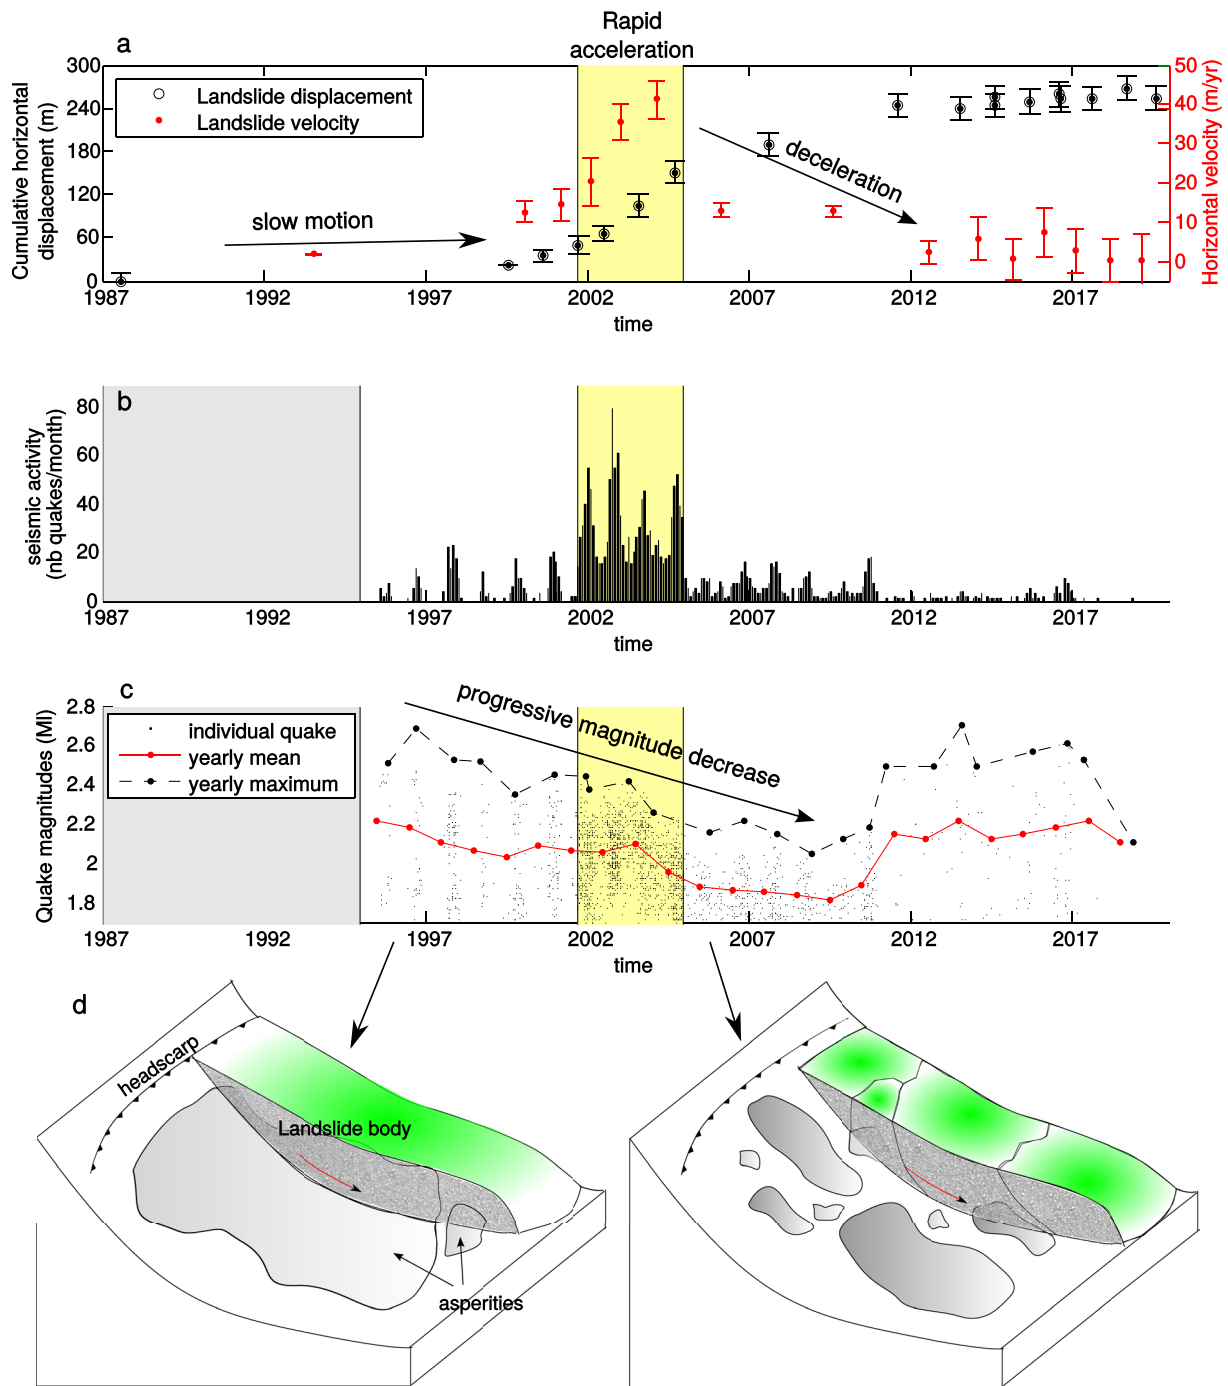 Rapid
acceleration
a
300
240
180
120
60
0
Cumulative horizontal
displacement (m)
Landslide displacement
Landslide velocity
slow motion
deceleration
50
40
30
20
10
0
Horizontal velocity (m/yr)
1987 1992 1997 2002 2007 2012 2017
time
b
80
60
40
20
0
seismic activity
(nb quakes/month)
1987 1992 1997 2002 2007 2012 2017
time
c
2.8
2.6
2.4
2.2
2
1.8
Quake magnitudes (Ml)
individual quake
yearly mean
yearly maximum
progressive magnitude decrease
1987 1992 1997 2002 2007 2012 2017
time
d
headscarp
Landslide body
asperities